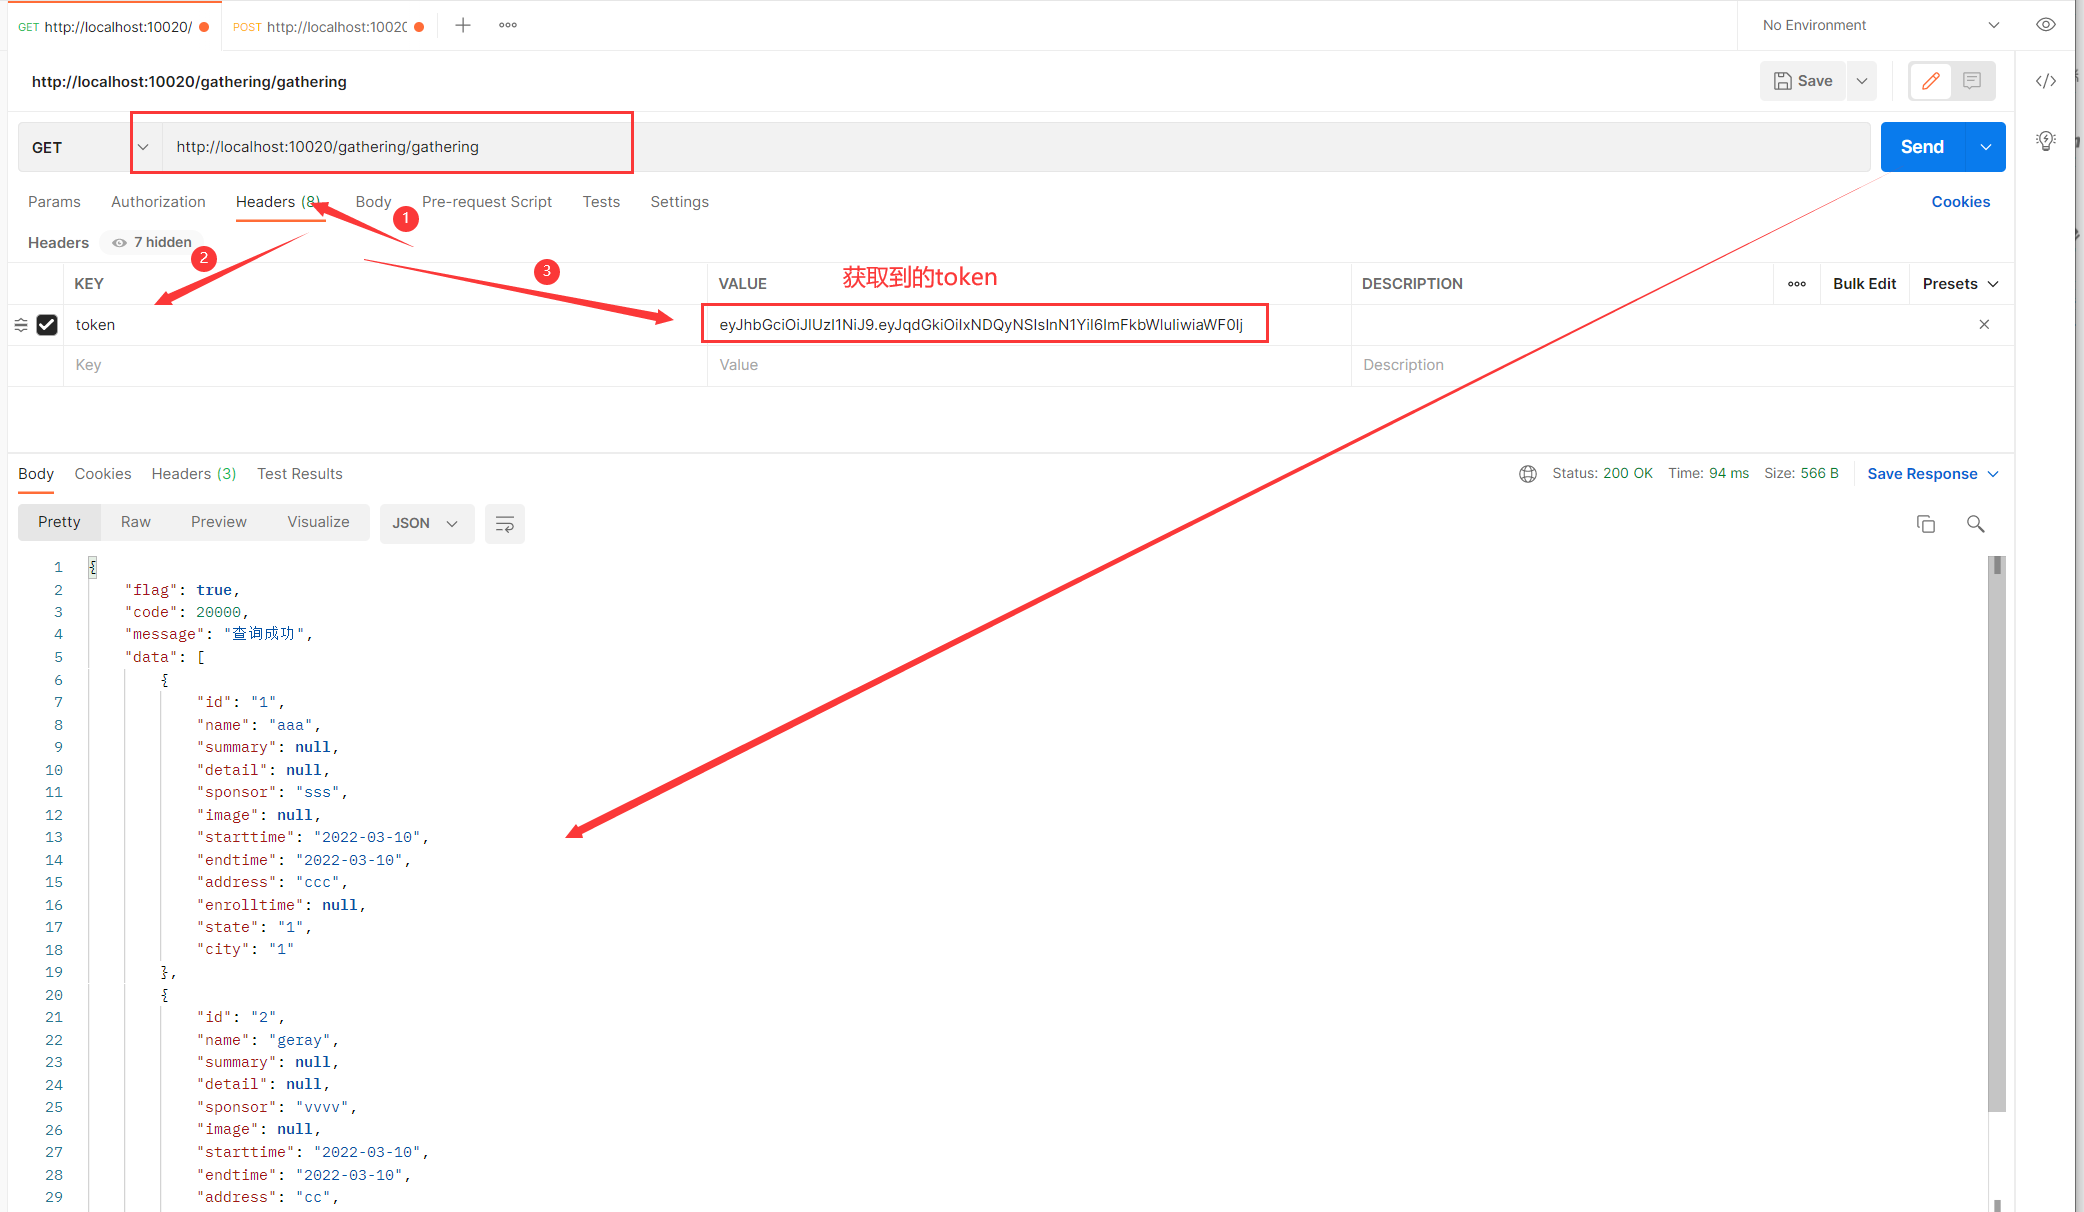 GET http://localhost:10020/
POST http://localhost:1002(
No Environment
http://localhost:10020/gathering/gathering
Save
GET
http://localhost:10020/gathering/gathering
Send
Params
Authorization
Headers (8)
Body
Pre-request Script
Tests
Settings
Cookies
1
Headers
7 hidden
2
3
KEY
VALUE
获取到的token
DESCRIPTION
Bulk Edit
Presets
token
eyJhbGciOiJIUzI1NiJ9.eyJqdGkiOiIxNDQyNSIsInN1YiI6ImFkbWluIiwiaWF0Ij
Key
Value
Description
Body
Cookies
Headers (3)
Test Results
Status: 200 OK
Time: 94 ms
Size: 566 B
Save Response
Pretty
Raw
Preview
Visualize
JSON
1 {
2 "flag": true,
3 "code": 20000,
4 "message": "查询成功",
5 "data": [
6 {
7 "id": "1",
8 "name": "aaa",
9 "summary": null,
10 "detail": null,
11 "sponsor": "sss",
12 "image": null,
13 "starttime": "2022-03-10",
14 "endtime": "2022-03-10",
15 "address": "ccc",
16 "enrolltime": null,
17 "state": "1",
18 "city": "1"
19 },
20 {
21 "id": "2",
22 "name": "geray",
23 "summary": null,
24 "detail": null,
25 "sponsor": "vvvv",
26 "image": null,
27 "starttime": "2022-03-10",
28 "endtime": "2022-03-10",
29 "address": "cc",